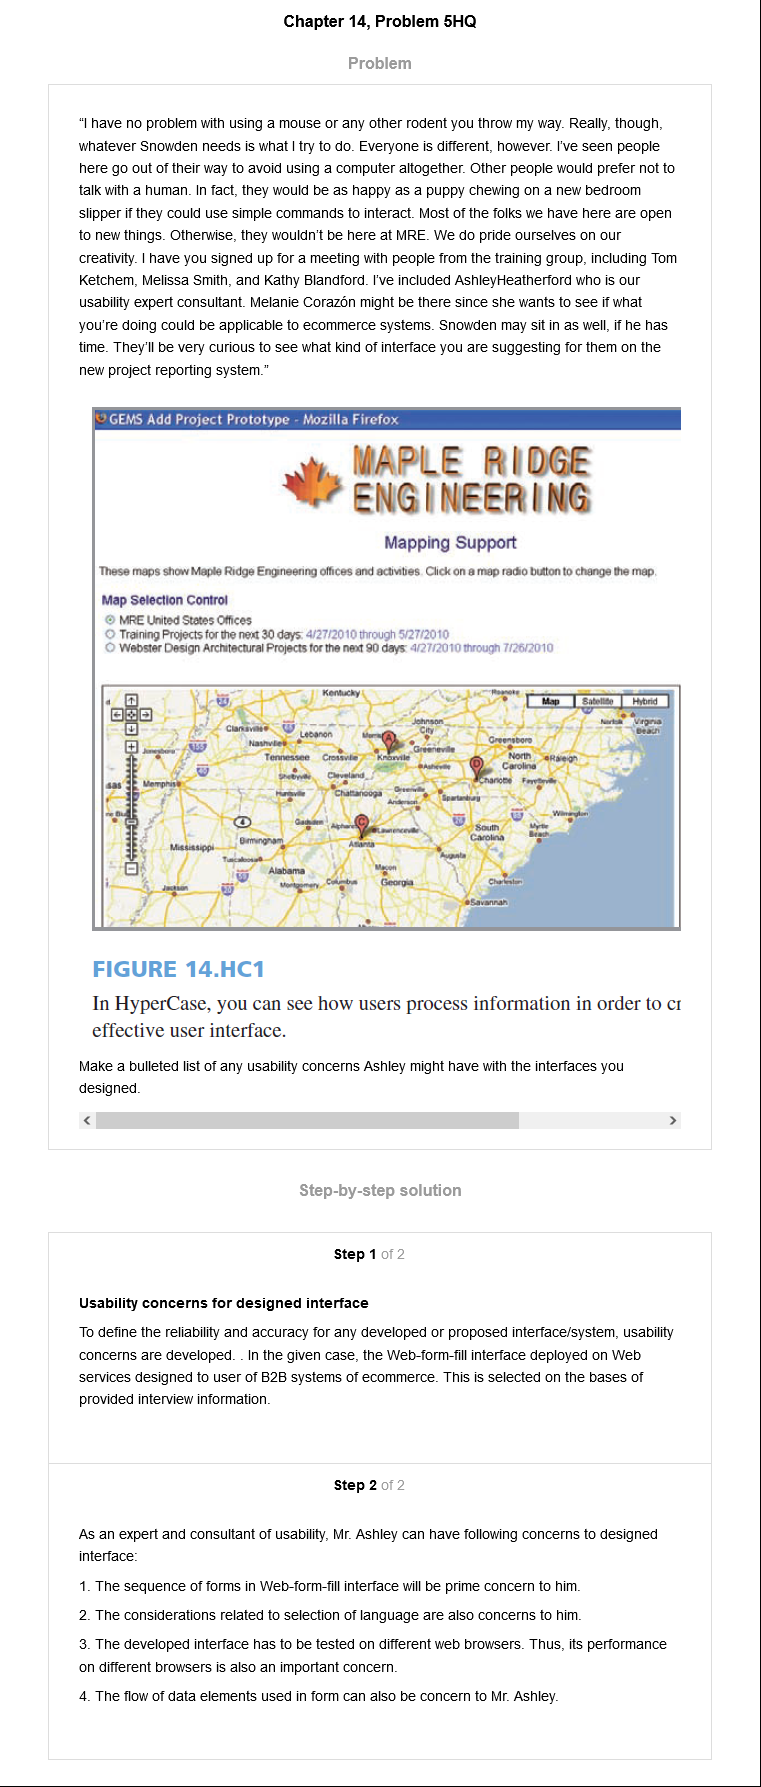 Chapter 14, Problem 5HQ
Problem
“I have no problem with using a mouse or any other rodent you throw my way. Really, though,
whatever Snowden needs is what I try to do. Everyone is different, however. I’ve seen people
here go out of their way to avoid using a computer altogether. Other people would prefer not to
talk with a human. In fact, they would be as happy as a puppy chewing on a new bedroom
slipper if they could use simple commands to interact. Most of the folks we have here are open
to new things. Otherwise, they wouldn’t be here at MRE. We do pride ourselves on our
creativity. I have you signed up for a meeting with people from the training group, including Tom
Ketchem, Melissa Smith, and Kathy Blandford. I’ve included AshleyHeatherford who is our
usability expert consultant. Melanie Corazón might be there since she wants to see if what
you’re doing could be applicable to ecommerce systems. Snowden may sit in as well, if he has
time. They’ll be very curious to see what kind of interface you are suggesting for them on the
new project reporting system.”
GEMS Add Project Prototype - Mozilla Firefox
MAPLE RIDGE
ENGINEERING
Mapping Support
These maps show Maple Ridge Engineering offices and activities. Click on a map radio button to change the map.
Map Selection Control
MRE United States Offices
Training Projects for the next 30 days: 4/27/2010 through 5/27/2010
Webster Design Architectural Projects for the next 90 days: 4/27/2010 through 7/26/2010
Kentucky
Roanoke
Map Satellite Hybrid
Norfolk Virginia
Beach
Clarksville
Lebanon
Johnson
City
Nashville
Greeneville
Greensboro
Jonesboro
Tennessee Crossville Knoxville
North
Carolina
Raleigh
Asheville
Memphis
Shelbyville Cleveland
Charlotte Fayetteville
Huntsville Chattanooga Greenville
Anderson Spartanburg
Gadsden Alpharetta Lawrenceville
South
Carolina
Myrtle
Beach
Wilmington
Mississippi Birmingham Atlanta
Tuscaloosa
Augusta
Alabama Macon
Jackson Montgomery Columbus Georgia
Charleston
Savannah
A
D
C
FIGURE 14.HC1
In HyperCase, you can see how users process information in order to cr
effective user interface.
Make a bulleted list of any usability concerns Ashley might have with the interfaces you
designed.
Step-by-step solution
Step 1 of 2
Usability concerns for designed interface
To define the reliability and accuracy for any developed or proposed interface/system, usability
concerns are developed. . In the given case, the Web-form-fill interface deployed on Web
services designed to user of B2B systems of ecommerce. This is selected on the bases of
provided interview information.
Step 2 of 2
As an expert and consultant of usability, Mr. Ashley can have following concerns to designed
interface:
1. The sequence of forms in Web-form-fill interface will be prime concern to him.
2. The considerations related to selection of language are also concerns to him.
3. The developed interface has to be tested on different web browsers. Thus, its performance
on different browsers is also an important concern.
4. The flow of data elements used in form can also be concern to Mr. Ashley.